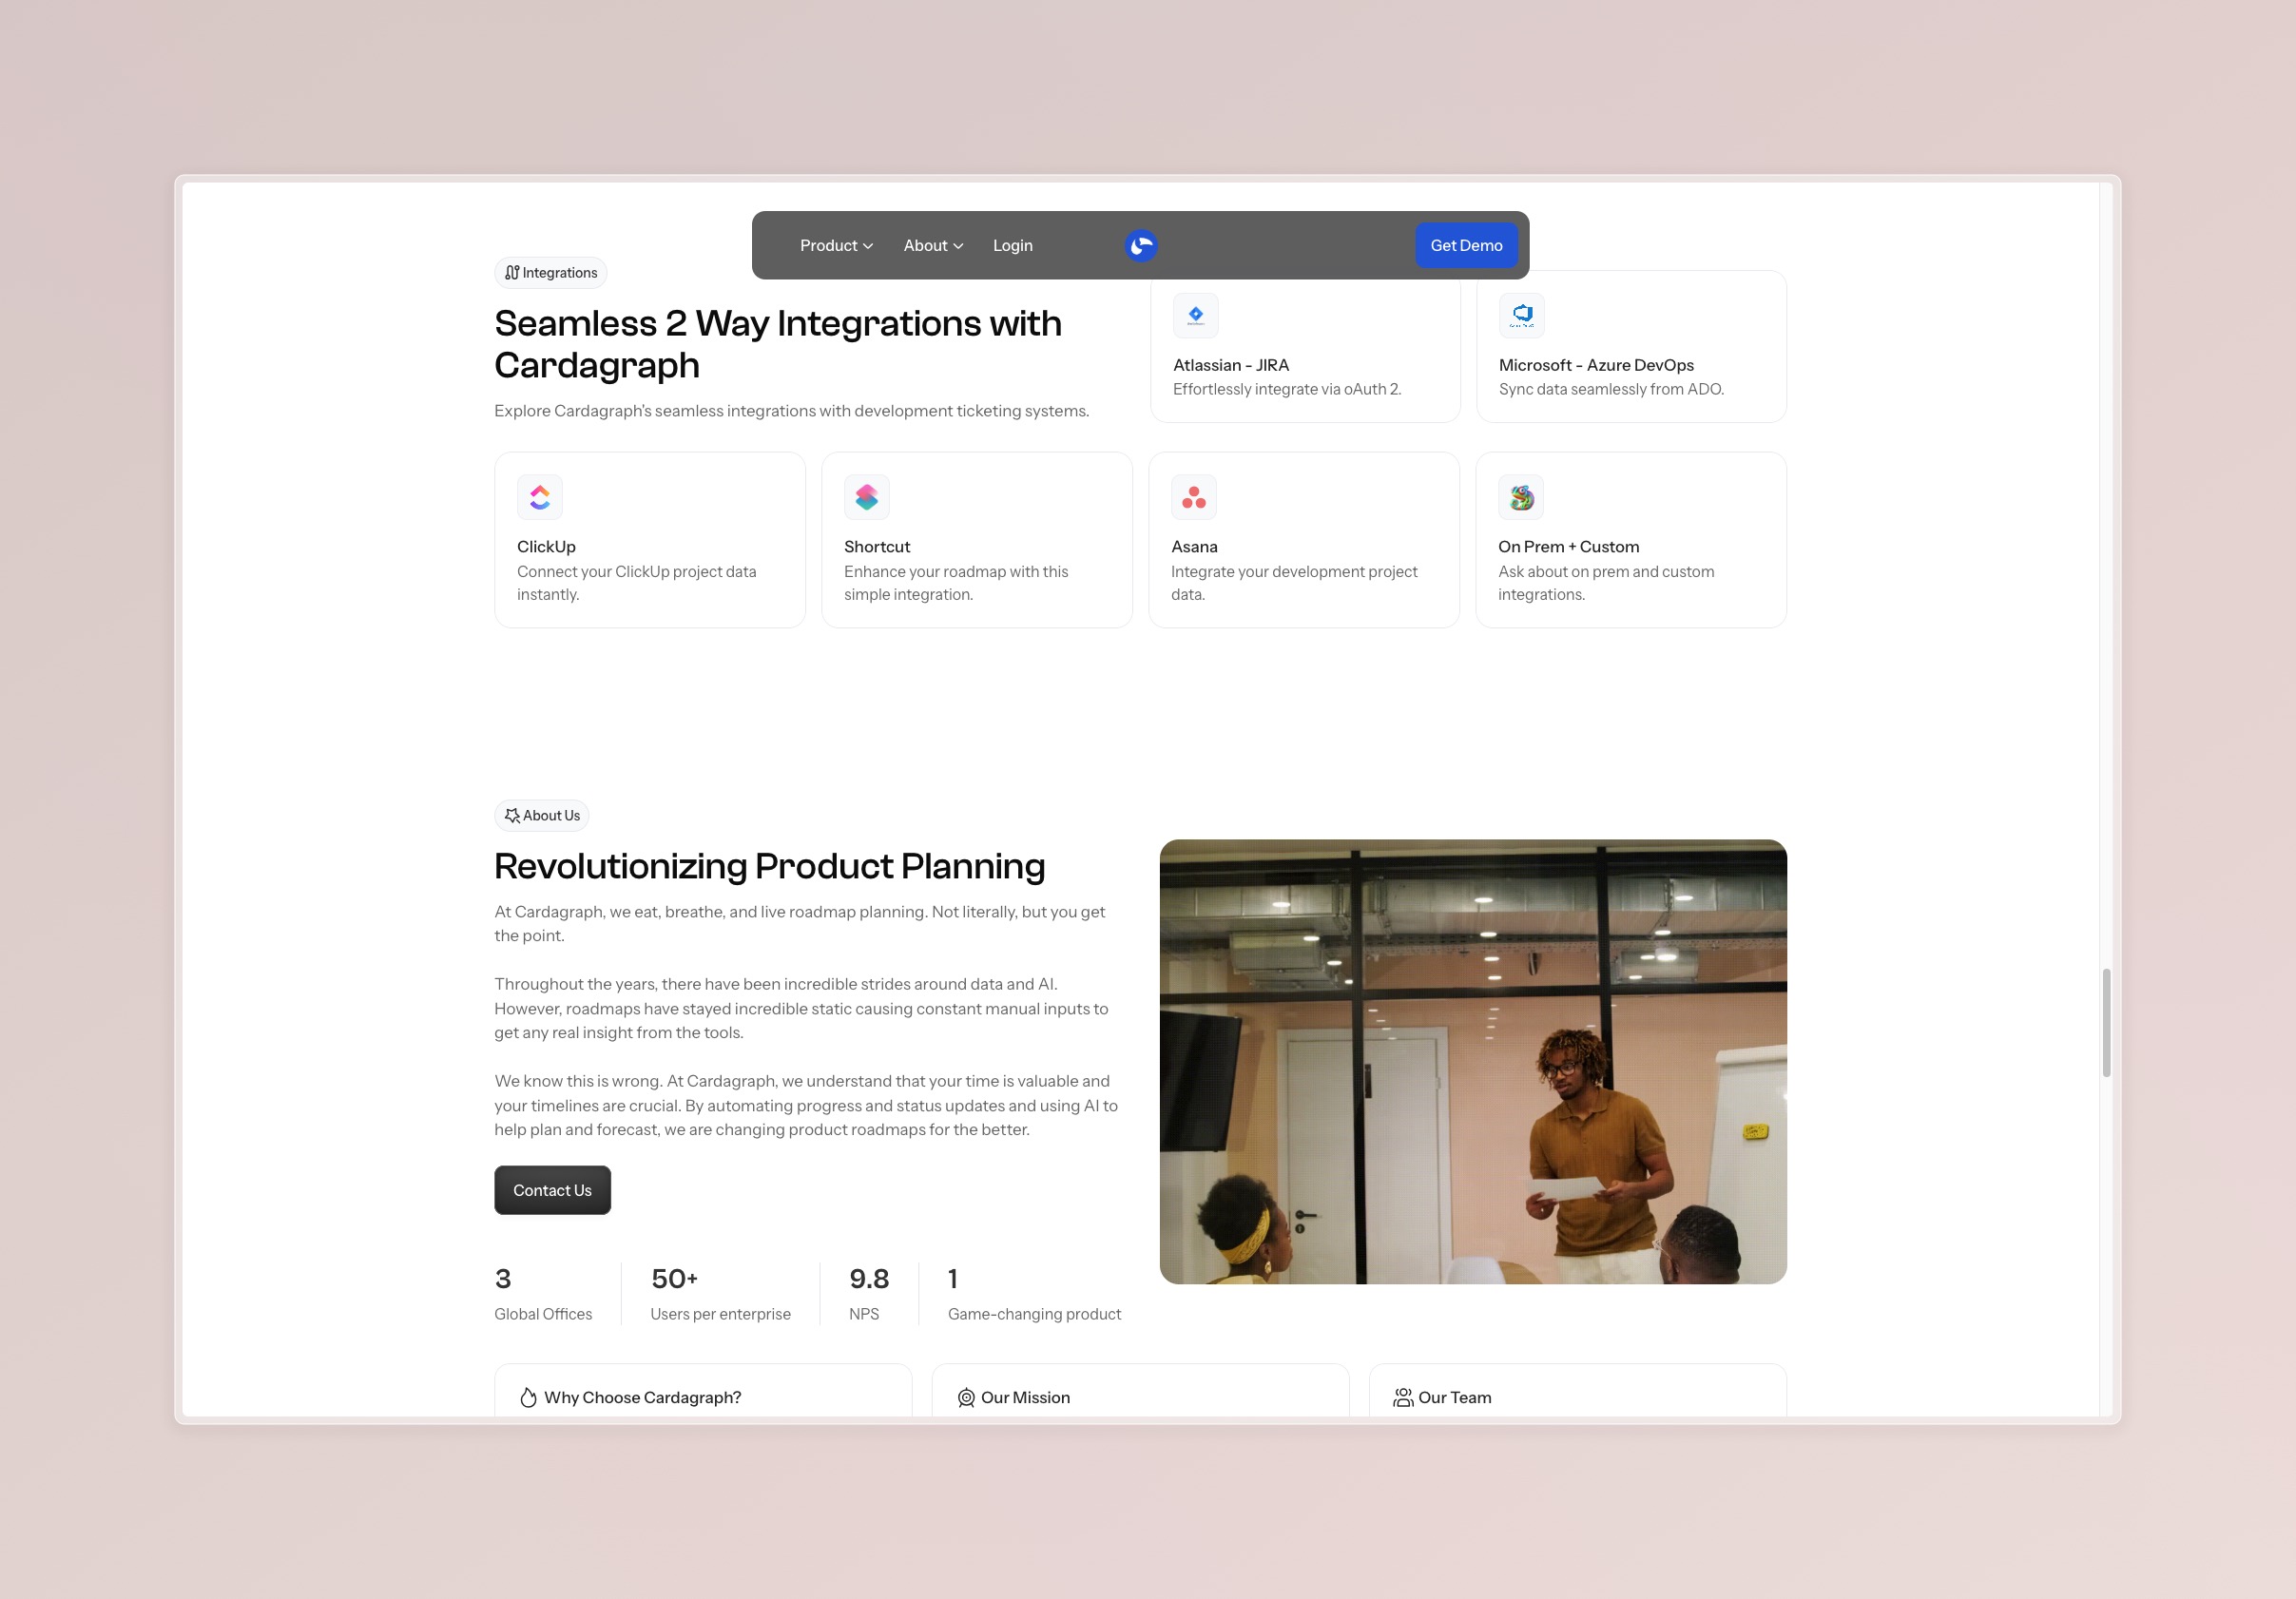 Product
About
Login
Get Demo
Integrations
Seamless 2 Way Integrations with
Cardagraph
Explore Cardagraph's seamless integrations with development ticketing systems.
Atlassian - JIRA
Effortlessly integrate via oAuth 2.
Microsoft - Azure DevOps
Sync data seamlessly from ADO.
ClickUp
Connect your ClickUp project data
instantly.
Shortcut
Enhance your roadmap with this
simple integration.
Asana
Integrate your development project
data.
On Prem + Custom
Ask about on prem and custom
integrations.
About Us
Revolutionizing Product Planning
At Cardagraph, we eat, breathe, and live roadmap planning. Not literally, but you get
the point.
Throughout the years, there have been incredible strides around data and AI.
However, roadmaps have stayed incredible static causing constant manual inputs to
get any real insight from the tools.
We know this is wrong. At Cardagraph, we understand that your time is valuable and
your timelines are crucial. By automating progress and status updates and using AI to
help plan and forecast, we are changing product roadmaps for the better.
Contact Us
3
Global Offices
50+
Users per enterprise
9.8
NPS
1
Game-changing product
Why Choose Cardagraph?
Our Mission
Our Team